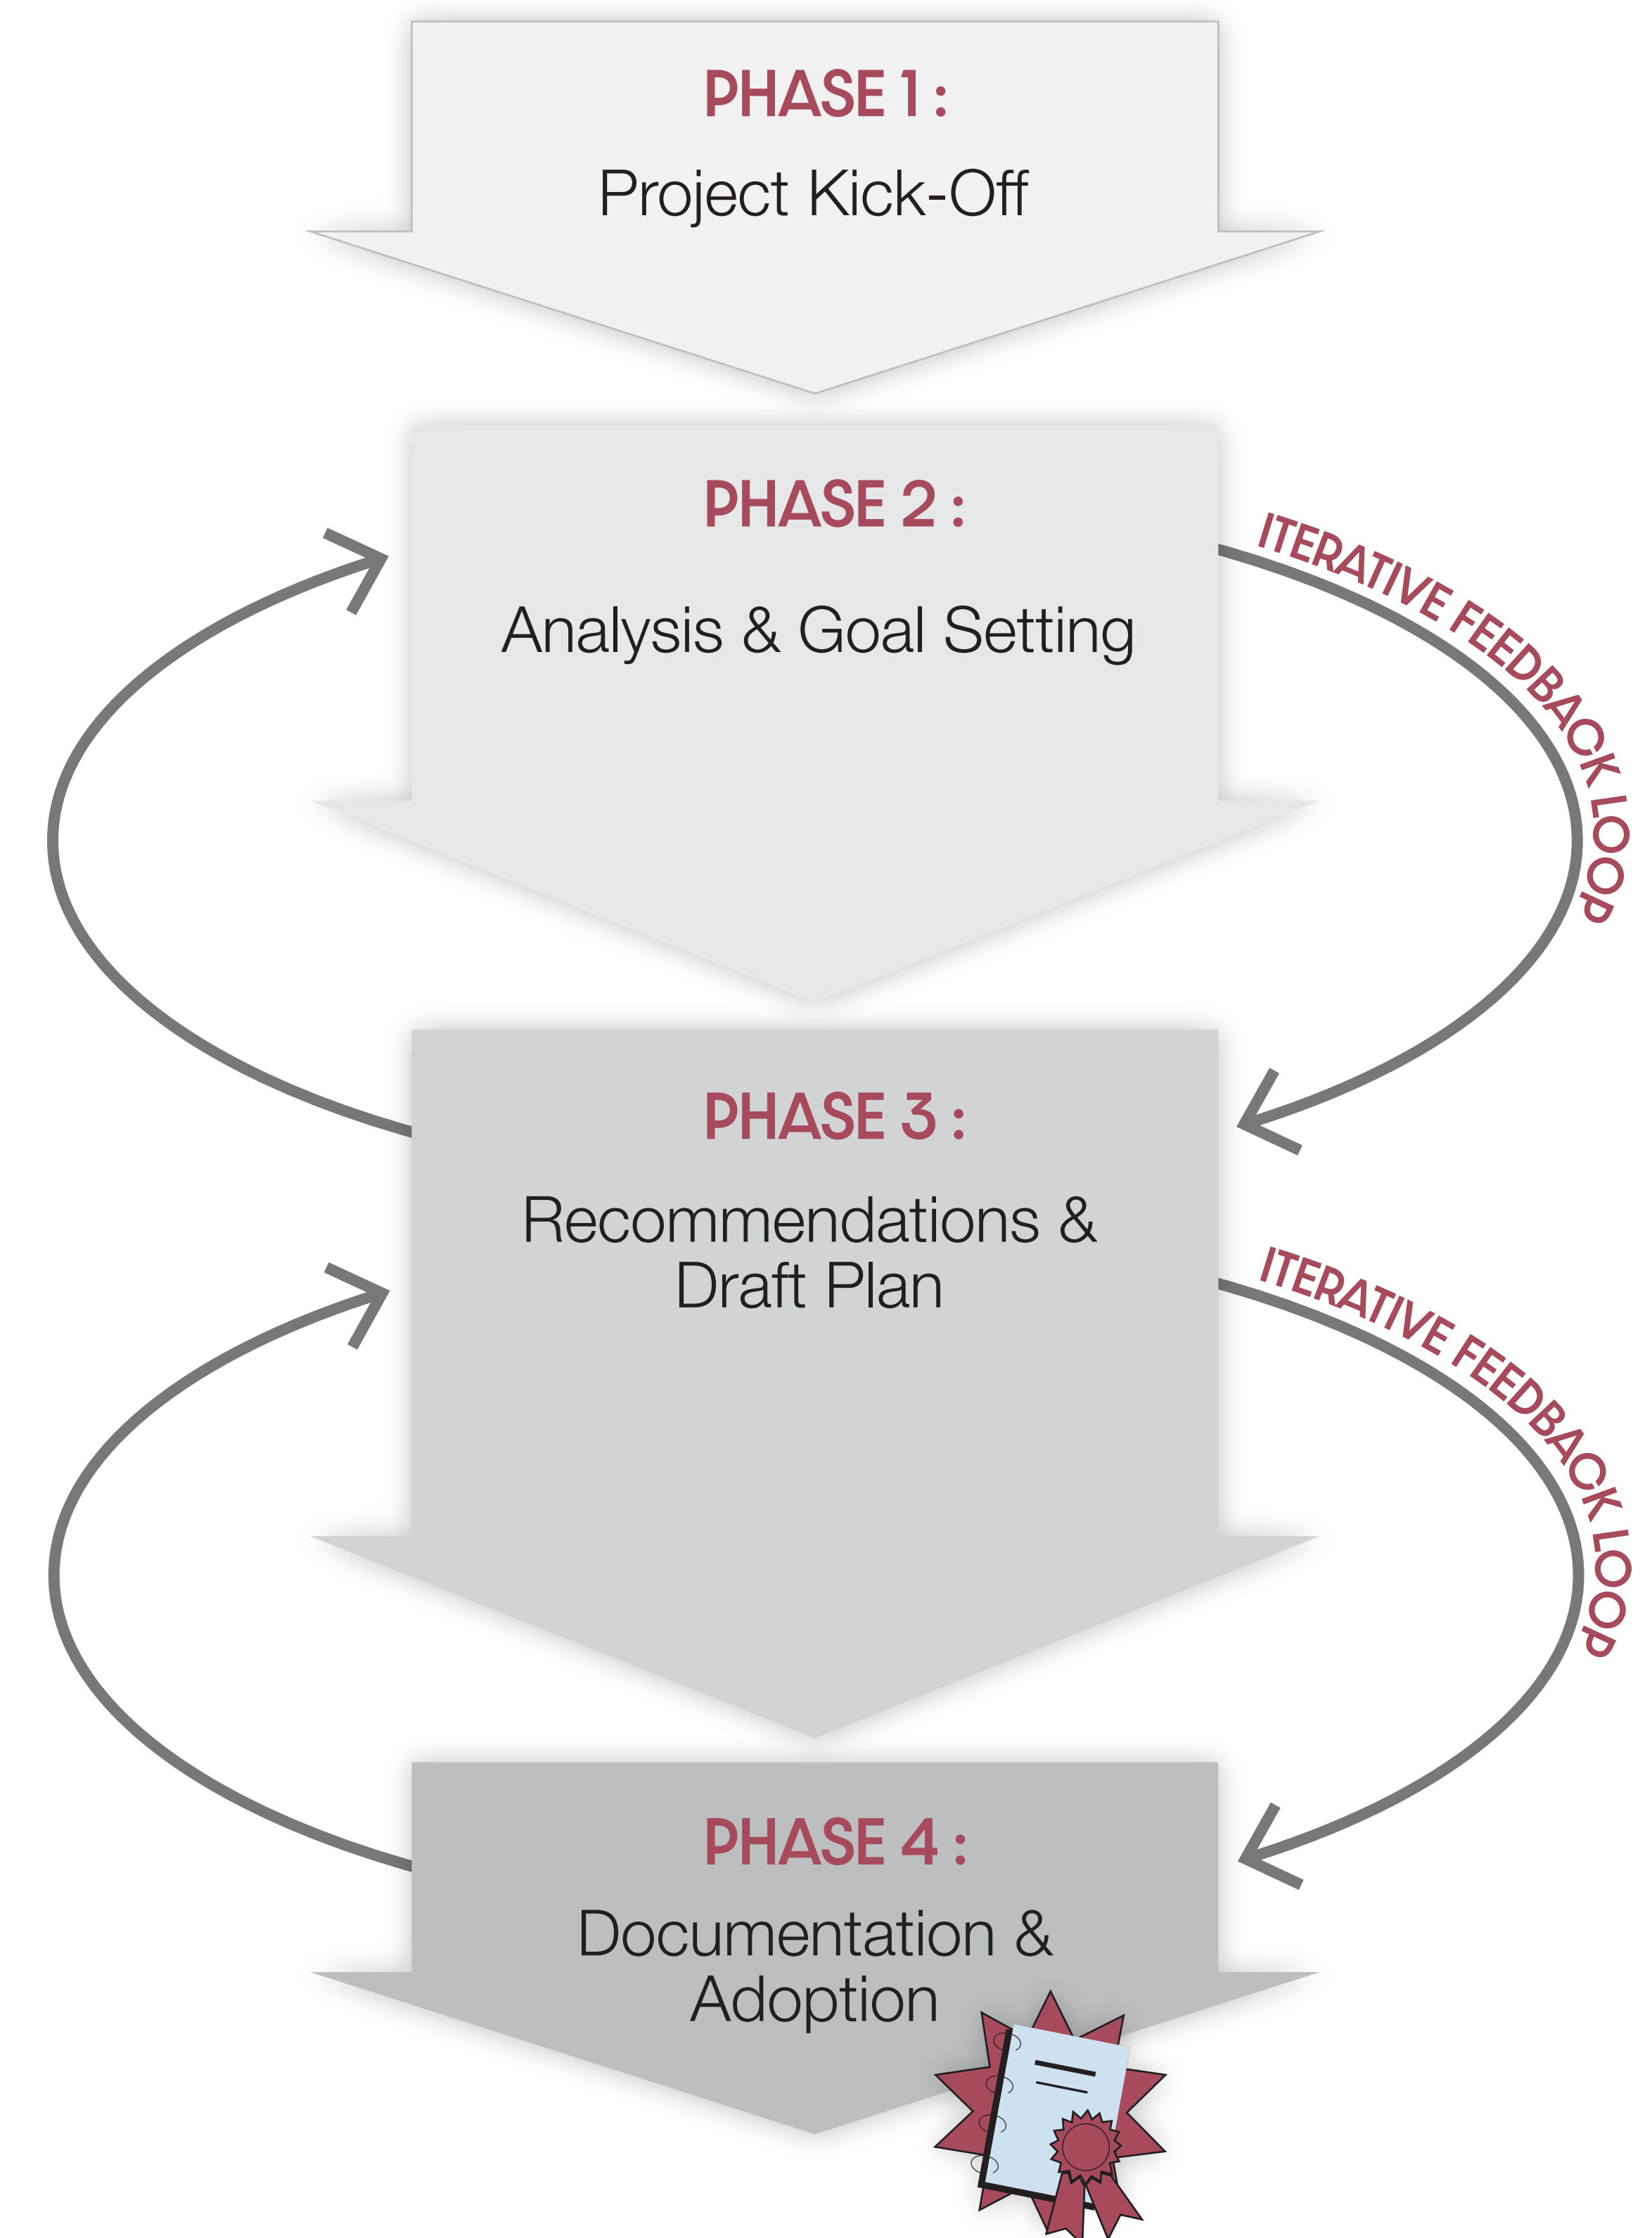 PHASE 1 :
Project Kick-Off
PHASE 2 :
Analysis & Goal Setting
ITERATIVE FEEDBACK LOOP
PHASE 3 :
Recommendations &
Draft Plan
ITERATIVE FEEDBACK LOOP
PHASE 4 :
Documentation &
Adoption